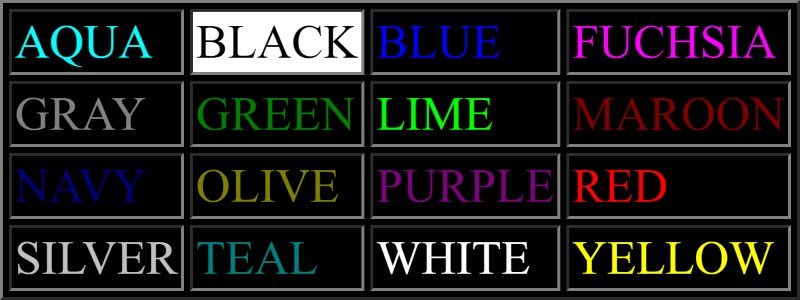 AQUA BLACK BLUE FUCHSIA
GRAY GREEN LIME MAROON
NAVY OLIVE PURPLE RED
SILVER TEAL WHITE YELLOW